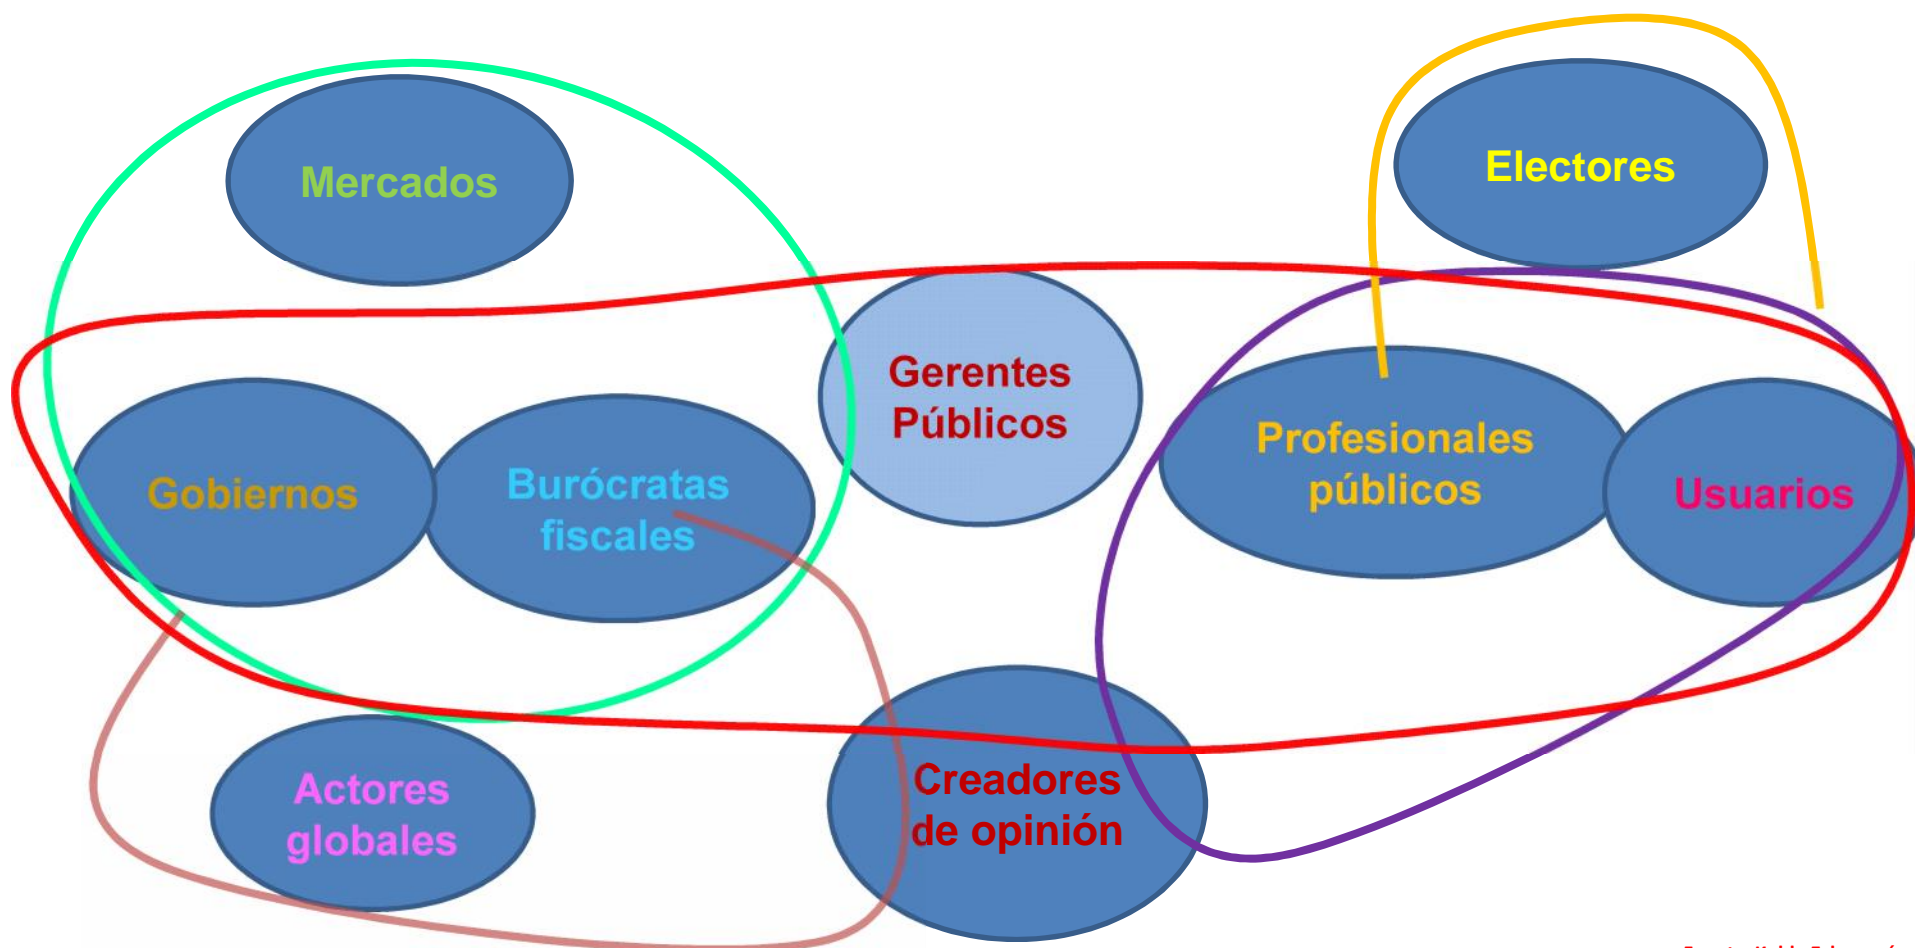 Mercados
Electores
Gerentes
Públicos
Profesionales
públicos
Gobiernos
Burócratas
fiscales
Usuarios
Actores
globales
Creadores
de opinión